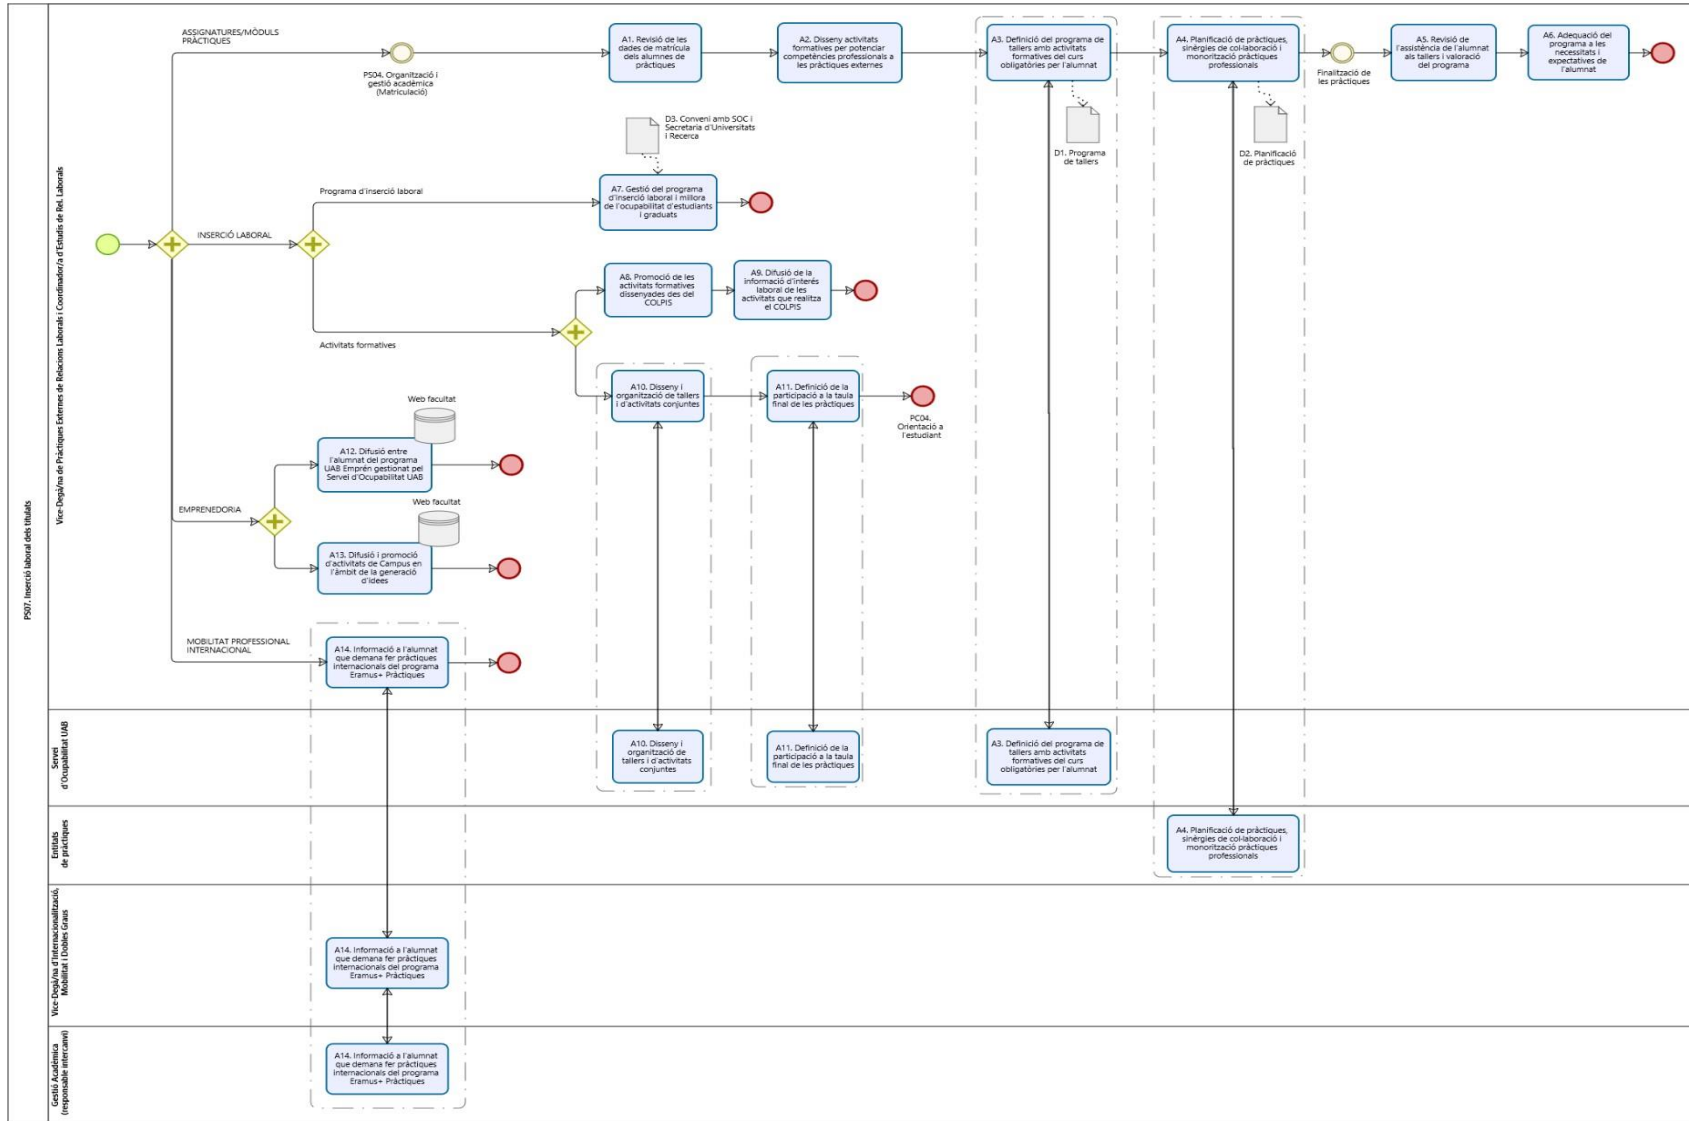 PS07. Inserció laboral dels titulats
Vice-Degà/na de Pràctiques Externes de Relacions Laborals i Coordinador/a d'Estudis de Rel. Laborals
ASSIGNATURES/MÒDULS
PRÀCTIQUES
PS04. Organització i
gestió acadèmica
(Matriculació)
A1. Revisió de les
dades de matrícula
dels alumnes de
pràctiques
A2. Disseny activitats
formatives per potenciar
competències professionals a
les pràctiques externes
A3. Definició del programa de
tallers amb activitats
formatives del curs
obligatòries per l'alumnat
D1. Programa
de tallers
A4. Planificació de pràctiques,
sinèrgies de col·laboració i
monorització pràctiques
professionals
D2. Planificació
de pràctiques
Finalització de
les pràctiques
A5. Revisió de
l'assistència de l'alumnat
als tallers i valoració
del programa
A6. Adequació del
programa a les
necessitats i
expectatives de
l'alumnat
D3. Conveni amb SOC i
Secretaria d'Universitats
i Recerca
INSERCIÓ LABORAL
Programa d'inserció laboral
A7. Gestió del programa
d'inserció laboral i millora
de l'ocupabilitat d'estudiants
i graduats
Activitats formatives
A8. Promoció de les
activitats formatives
dissenyades des del
COLPIS
A9. Difusió de la
informació d'interés
laboral de les
activitats que realitza
el COLPIS
A10. Disseny i
organització de tallers
i d'activitats conjuntes
A11. Definició de la
participació a la taula
final de les pràctiques
PC04.
Orientació a
l'estudiant
EMPRENEDORIA
Web facultat
A12. Difusió entre
l'alumnat del programa
UAB Emprèn gestionat pel
Servei d'Ocupabilitat UAB
Web facultat
A13. Difusió i promoció
d'activitats de Campus en
l'àmbit de la generació
d'idees
MOBILITAT PROFESSIONAL
INTERNACIONAL
A14. Informació a l'alumnat
que demana fer pràctiques
internacionals del programa
Eramus+ Pràctiques
Servei
d'Ocupabilitat UAB
A10. Disseny i
organització de
tallers i d'activitats
conjuntes
A11. Definició de la
participació a la taula
final de les pràctiques
A3. Definició del programa de
tallers amb activitats
formatives del curs
obligatòries per l'alumnat
Entitats
de pràctiques
A4. Planificació de pràctiques,
sinèrgies de col·laboració i
monorització pràctiques
professionals
Vice-Degà/na d'Internacionalització,
Mobilitat i Dobles Graus
A14. Informació a l'alumnat
que demana fer pràctiques
internacionals del programa
Eramus+ Pràctiques
Gestió Acadèmica
(responsable intercanvi)
A14. Informació a l'alumnat
que demana fer pràctiques
internacionals del programa
Eramus+ Pràctiques